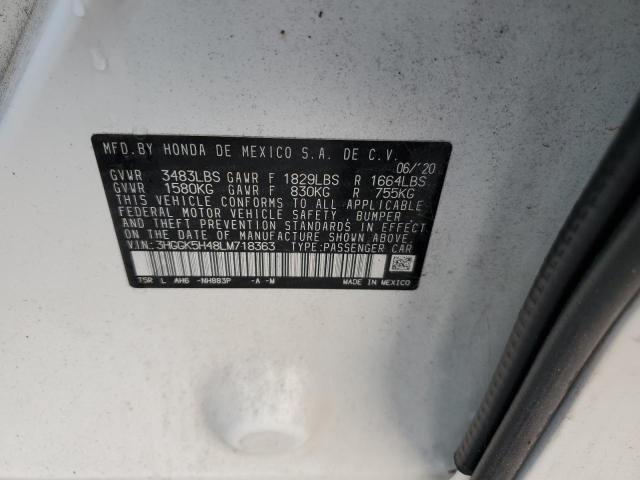 MFD.BY HONDA DE MEXICO S.A. DE C.V.
06/'20
GVWR 3483LBS GAWR F 1829LBS R 1664LBS
GVWR 1580KG GAWR F 830KG R 755KG
THIS VEHICLE CONFORMS TO ALL APPLICABLE
FEDERAL MOTOR VEHICLE SAFETY, BUMPER
AND THEFT PREVENTION STANDARDS IN EFFECT
ON THE DATE OF MANUFACTURE SHOWN ABOVE.
VIN:3HGGK5H48LM718363 TYPE:PASSENGER CAR
T5R L AH6 -NH883P -A -M MADE IN MEXICO